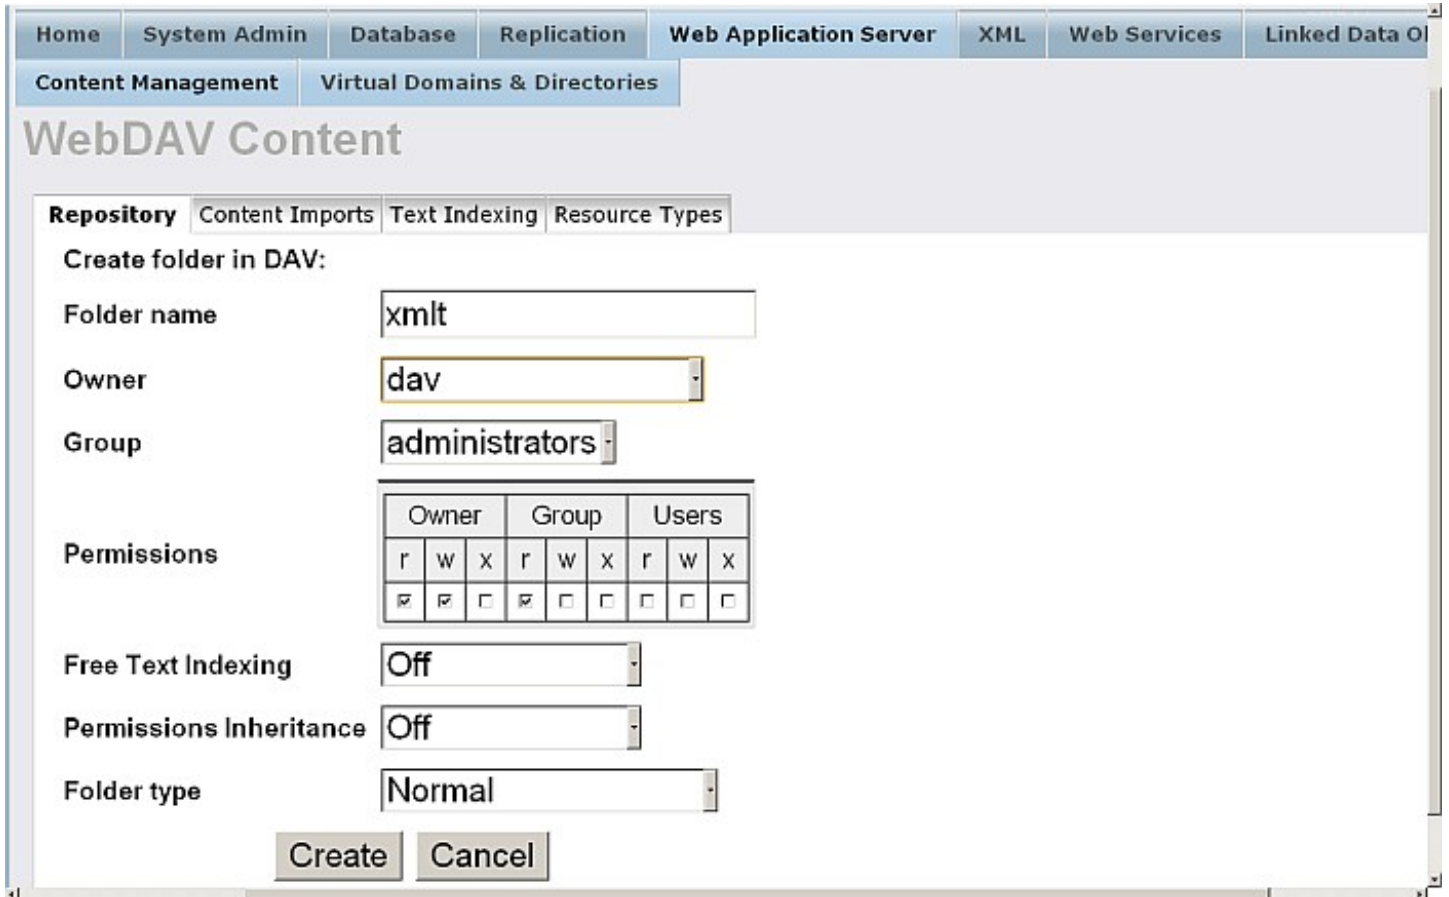 Home System Admin Database Replication Web Application Server XML Web Services Linked Data
Content Management Virtual Domains & Directories
WebDAV Content
Repository Content Imports Text Indexing Resource Types
Create folder in DAV:
Folder name xmlt
Owner dav
Group administrators
Owner Group Users
Permissions r w x r w x r w x
Free Text Indexing Off
Permissions Inheritance Off
Folder type Normal
Create Cancel